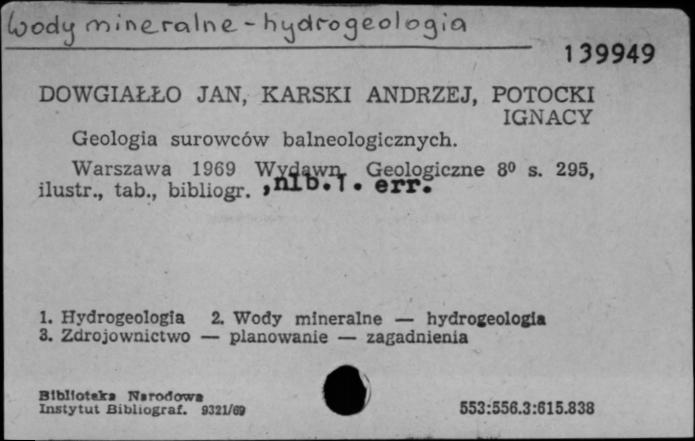 Wody mineralne - hydrogeologia
139949
DOWGIAŁŁO JAN, KARSKI ANDRZEJ, POTOCKI
IGNACY
Geologia surowców balneologicznych.
Warszawa 1969 Wydawn. Geologiczne 8⁰ s. 295,
ilustr., tab., bibliogr. , nlb.1. err.
1. Hydrogeologia 2. Wody mineralne — hydrogeologia
3. Zdrojownictwo — planowanie — zagadnienia
Biblioteka Narodowa
Instytut Bibliograf. 9321/69
553:556.3:615.838